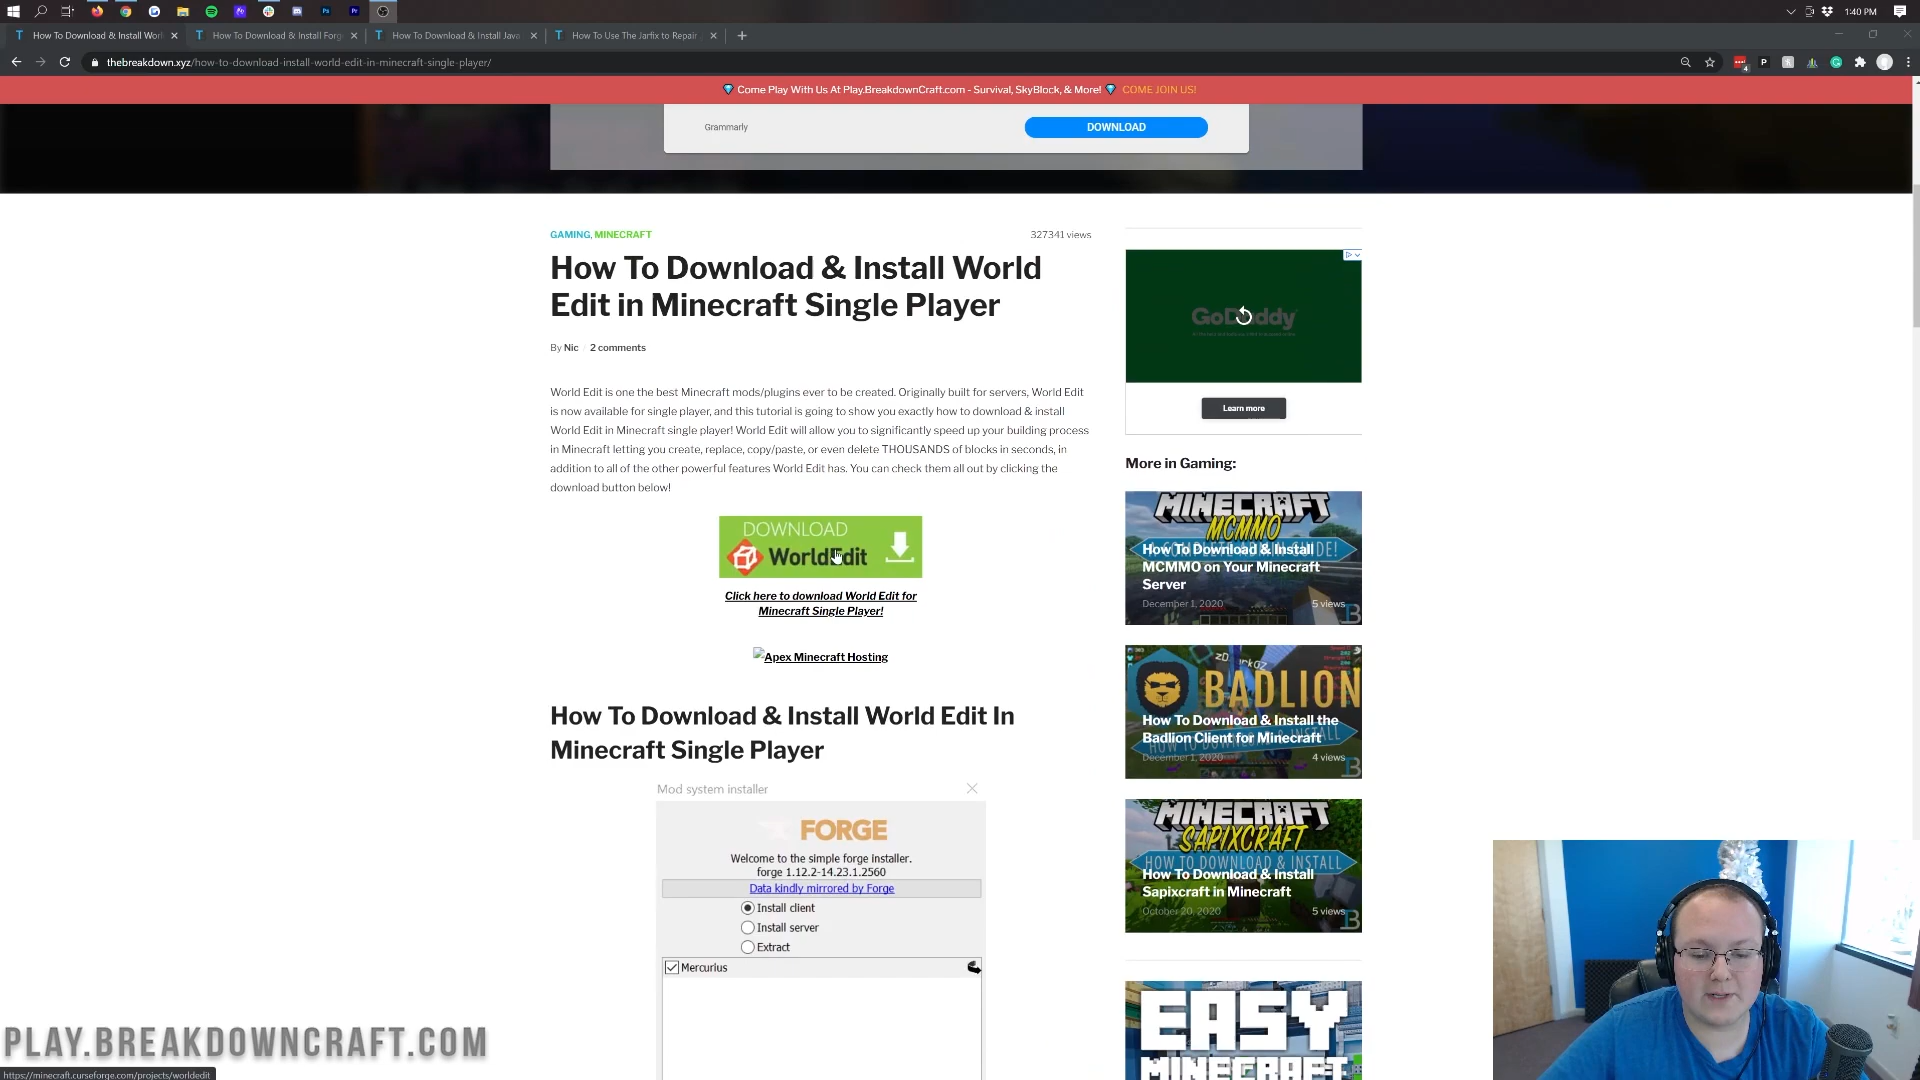 1:40 PM
How To Download & Install Worl
How To Download & Install Forg
How To Download & Install Java
How To Use The Jarfix to Repair
thebreakdown.xyz/how-to-download-install-world-edit-in-minecraft-single-player/
Come Play With Us At Play.BreakdownCraft.com - Survival, SkyBlock, & More! COME JOIN US!
Grammarly
DOWNLOAD
GAMING, MINECRAFT
327341 views
How To Download & Install World
Edit in Minecraft Single Player
By Nic 2 comments
World Edit is one the best Minecraft mods/plugins ever to be created. Originally built for servers, World Edit
is now available for single player, and this tutorial is going to show you exactly how to download & install
World Edit in Minecraft single player! World Edit will allow you to significantly speed up your building process
in Minecraft letting you create, replace, copy/paste, or even delete THOUSANDS of blocks in seconds, in
addition to all of the other powerful features World Edit has. You can check them all out by clicking the
download button below!
DOWNLOAD
WorldEdit
Click here to download World Edit for
Minecraft Single Player!
Apex Minecraft Hosting
How To Download & Install World Edit In
Minecraft Single Player
Mod system installer
FORGE
Welcome to the simple forge installer.
forge 1.12.2-14.23.1.2560
Data kindly mirrored by Forge
Install client
Install server
Extract
Mercurius
GoDaddy
Learn more
More in Gaming:
MINECRAFT
MCMMO
How To Download & Install
MCMMO on Your Minecraft
Server
December 1, 2020
5 views
BADLION
How To Download & Install the
Badlion Client for Minecraft
December 1, 2020
4 views
MINECRAFT
SAPIXCRAFT
HOW TO DOWNLOAD & INSTALL
How To Download & Install
Sapixcraft in Minecraft
October 20, 2020
5 views
EASY
MINECRAFT
PLAY.BREAKDOWNCRAFT.COM
https://minecraft.curseforge.com/projects/worldedit